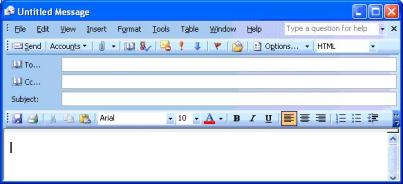 Untitled Message
File Edit View Insert Format Tools Table Window Help Type a question for help
Send Accounts Options... HTML
To...
Cc...
Subject:
Arial 10 A B I U